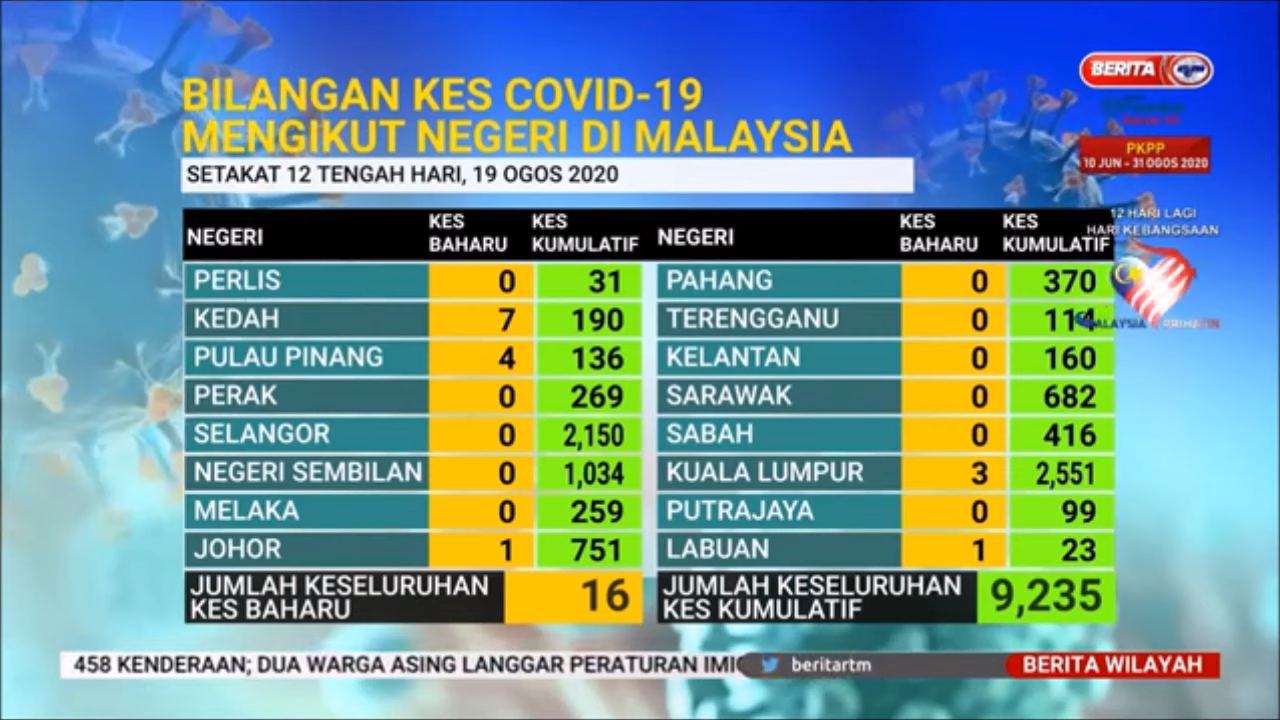 BILANGAN KES COVID-19
MENGIKUT NEGERI DI MALAYSIA
SETAKAT 12 TENGAH HARI, 19 OGOS 2020
BERITA
PKPP
10 JUN - 31 OGOS 2020
12 HARI LAGI
HARI KEBANGSAAN
MALAYSIA PRIHATIN
NEGERI KES BAHARU KES KUMULATIF NEGERI KES BAHARU KES KUMULATIF
PERLIS 0 31 PAHANG 0 370
KEDAH 7 190 TERENGGANU 0 114
PULAU PINANG 4 136 KELANTAN 0 160
PERAK 0 269 SARAWAK 0 682
SELANGOR 0 2,150 SABAH 0 416
NEGERI SEMBILAN 0 1,034 KUALA LUMPUR 3 2,551
MELAKA 0 259 PUTRAJAYA 0 99
JOHOR 1 751 LABUAN 1 23
JUMLAH KESELURUHAN KES BAHARU 16 JUMLAH KESELURUHAN KES KUMULATIF 9,235
458 KENDERAAN; DUA WARGA ASING LANGGAR PERATURAN beritartm BERITA WILAYAH